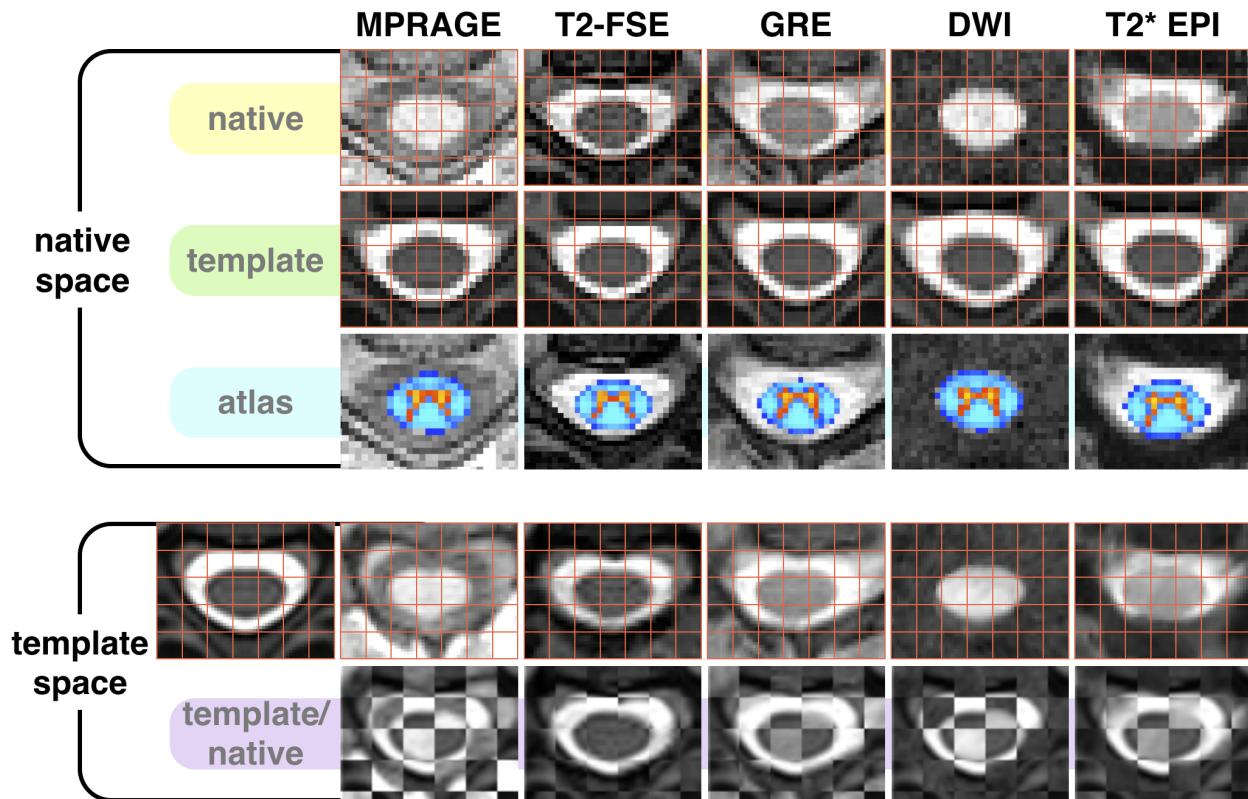 MPRAGE T2-FSE GRE DWI T2* EPI
native
native
space
template
atlas
template
space
template/
native